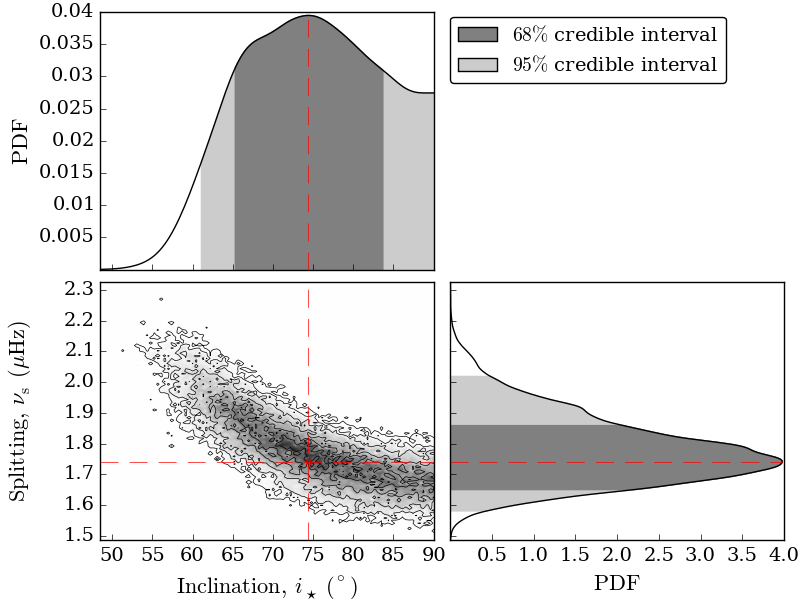 0.04
0.035
0.03
0.025
0.02
0.015
0.01
0.005
PDF
68% credible interval
95% credible interval
2.3
2.2
2.1
2.0
1.9
1.8
1.7
1.6
1.5
Splitting, νs (μHz)
50 55 60 65 70 75 80 85 90
Inclination, i⋆ (°)
0.5 1.0 1.5 2.0 2.5 3.0 3.5 4.0
PDF